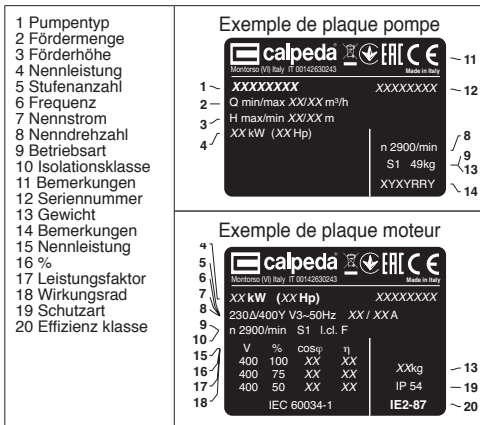 1 Pumpentyp
2 Fördermenge
3 Förderhöhe
4 Nennleistung
5 Stufenanzahl
6 Frequenz
7 Nennstrom
8 Nenndrehzahl
9 Betriebsart
10 Isolationsklasse
11 Bemerkungen
12 Seriennummer
13 Gewicht
14 Bemerkungen
15 Nennleistung
16 %
17 Leistungsfaktor
18 Wirkungsrad
19 Schutzart
20 Effizienz klasse
Exemple de plaque pompe
calpeda EAC CE
Montorso (VI) Italy IT 00142630243 Made in Italy
11
1 XXXXXXXX XXXXXXXX 12
2 Q min/max XX/XX m³/h
3 H max/min XX/XX m
4 XX kW (XX Hp)
n 2900/min 8
S1 49kg 9
13
XYXYRRY 14
Exemple de plaque moteur
calpeda EAC CE
Montorso (VI) Italy IT 00142630243 Made in Italy
4
5
6
7
8
9
10
15
16
17
18
XX kW (XX Hp) XXXXXXXX
230Δ/400Y V3~50Hz XX / XX A
n 2900/min S1 I.cl. F
V % cosφ η
400 100 XX XX
400 75 XX XX
400 50 XX XX
IEC 60034-1
XXkg 13
IP 54 19
IE2-87 20